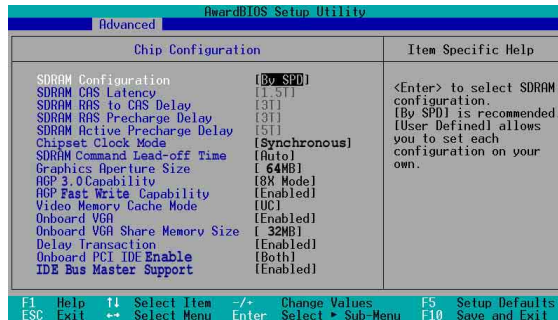 AwardBIOS Setup Utility
Advanced
Chip Configuration
Item Specific Help
SDRAM Configuration [By SPD]
SDRAM CAS Latency [1.5T]
SDRAM RAS to CAS Delay [3T]
SDRAM RAS Precharge Delay [3T]
SDRAM Active Precharge Delay [5T]
Chipset Clock Mode [Synchronous]
SDRAM Command Lead-off Time [Auto]
Graphics Aperture Size [ 64MB]
AGP 3.0 Capability [8X Mode]
AGP Fast Write Capability [Enabled]
Video Memory Cache Mode [UC]
Onboard VGA [Enabled]
Onboard VGA Share Memory Size [ 32MB]
Delay Transaction [Enabled]
Onboard PCI IDE Enable [Both]
IDE Bus Master Support [Enabled]
<Enter> to select SDRAM
configuration.
[By SPD] is recommended
[User Defined] allows
you to set each
configuration on your
own.
F1 Help ↑↓ Select Item -/+ Change Values F5 Setup Defaults
ESC Exit ↔ Select Menu Enter Select ► Sub-Menu F10 Save and Exit